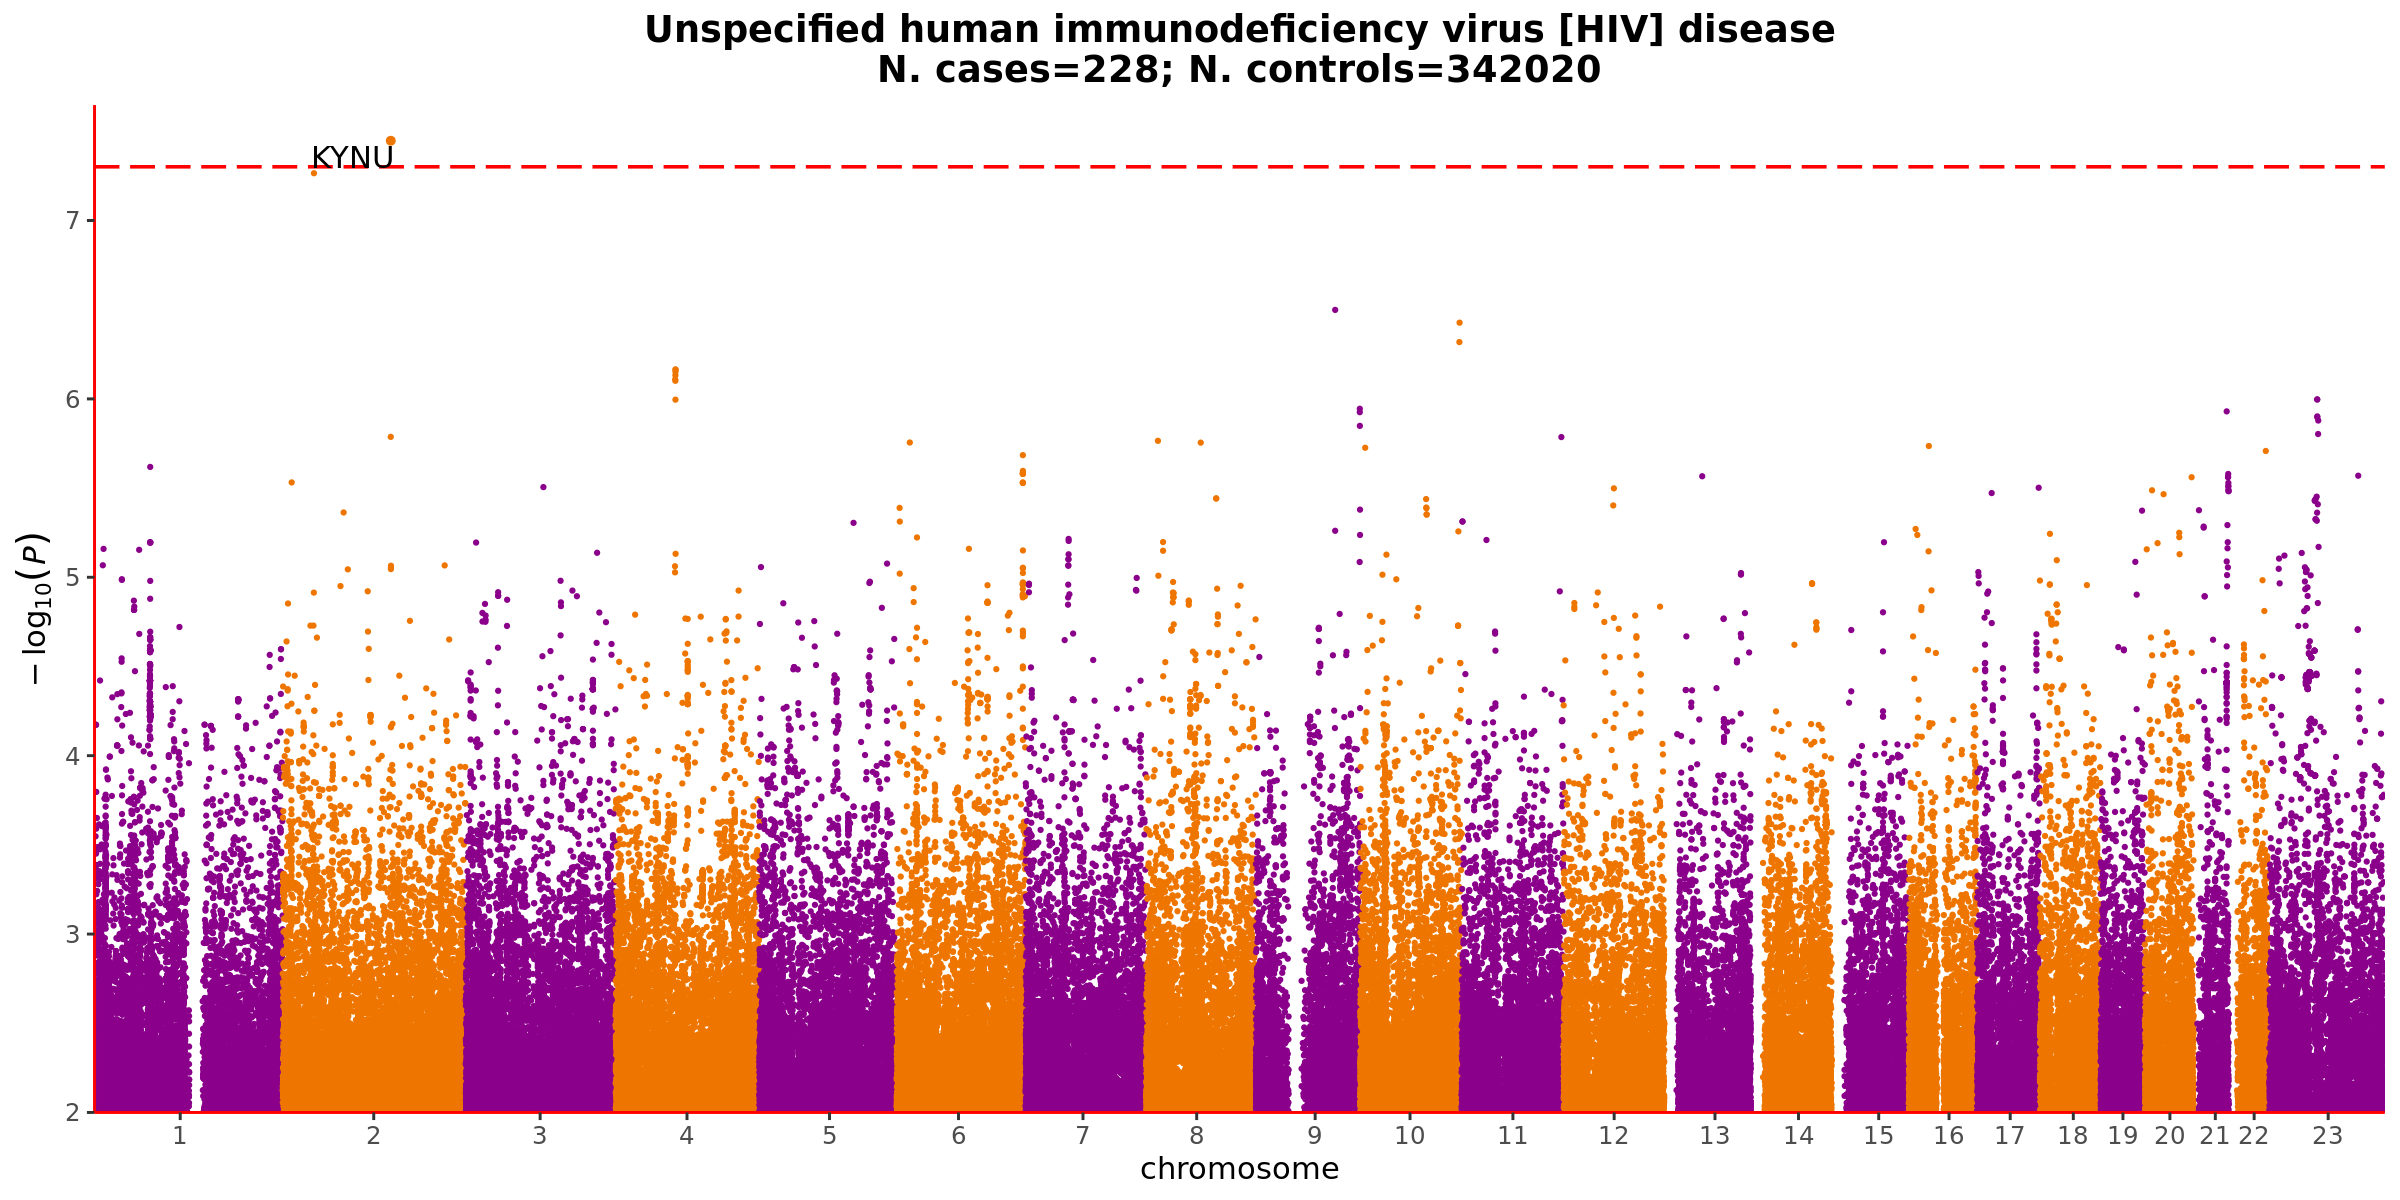 Unspecified human immunodeficiency virus [HIV] disease
N. cases=228; N. controls=342020
KYNU
7
6
5
4
3
2
−log10(P)
1 2 3 4 5 6 7 8 9 10 11 12 13 14 15 16 17 18 19 20 21 22 23
chromosome